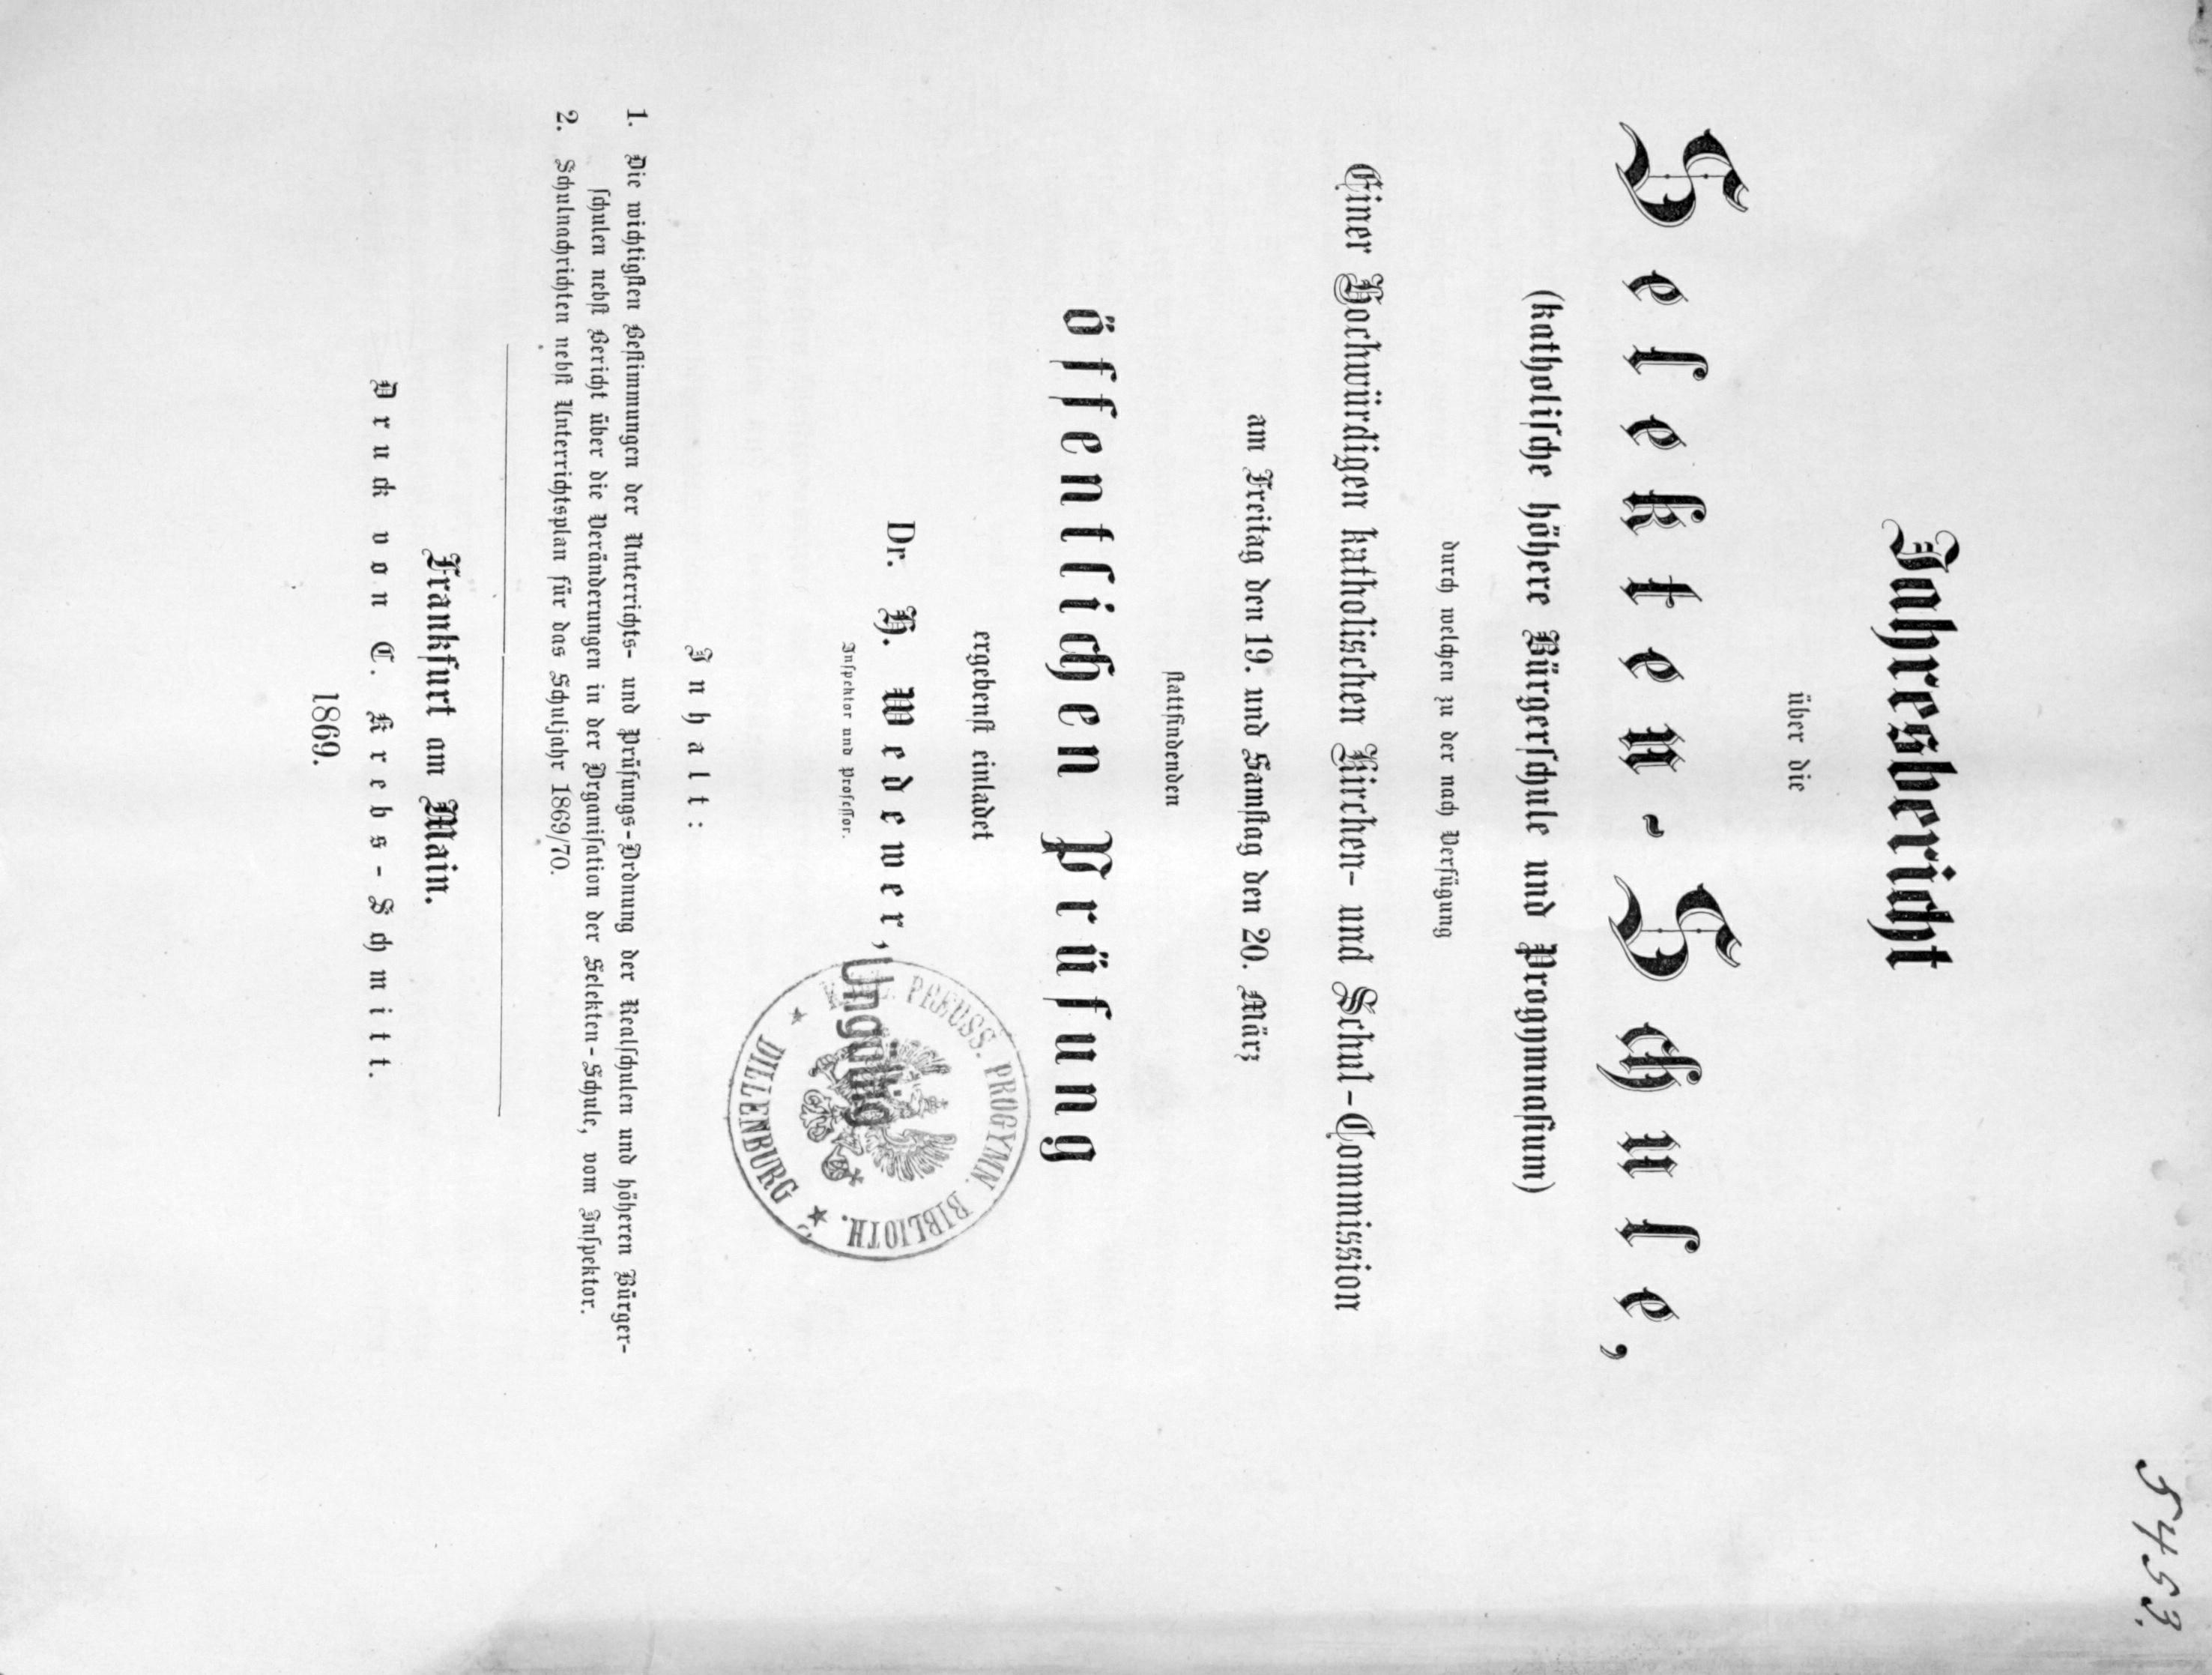 5453.
Jahresbericht
über die
Selekten-Schule,
(katholische höhere Bürgerschule und Progymnasium)
durch welchen zu der nach Verfügung
Einer Hochwürdigen katholischen Kirchen- und Schul-Commission
am Freitag den 19. und Samstag den 20. März
stattfindenden
öffentlichen Prüfung
ergebenst einladet
Dr. H. Wedewer,
Inspektor und Professor.
Ungültig
PREUSS. PROGYMN. BIBLIOTH.
DILLENBURG
Inhalt:
1. Die wichtigsten Bestimmungen der Unterrichts- und Prüfungs-Ordnung der Realschulen und höheren Bürger-
schulen nebst Bericht über die Veränderungen in der Organisation der Selekten-Schule, vom Inspektor.
2. Schulnachrichten nebst Unterrichtsplan für das Schuljahr 1869/70.
Frankfurt am Main.
Druck von C. Krebs-Schmitt.
1869.